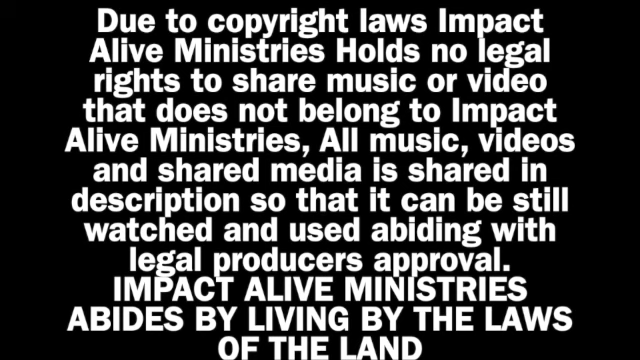 Due to copyright laws Impact
Alive Ministries Holds no legal
rights to share music or video
that does not belong to Impact
Alive Ministries, All music, videos
and shared media is shared in
description so that it can be still
watched and used abiding with
legal producers approval.
IMPACT ALIVE MINISTRIES
ABIDES BY LIVING BY THE LAWS
OF THE LAND